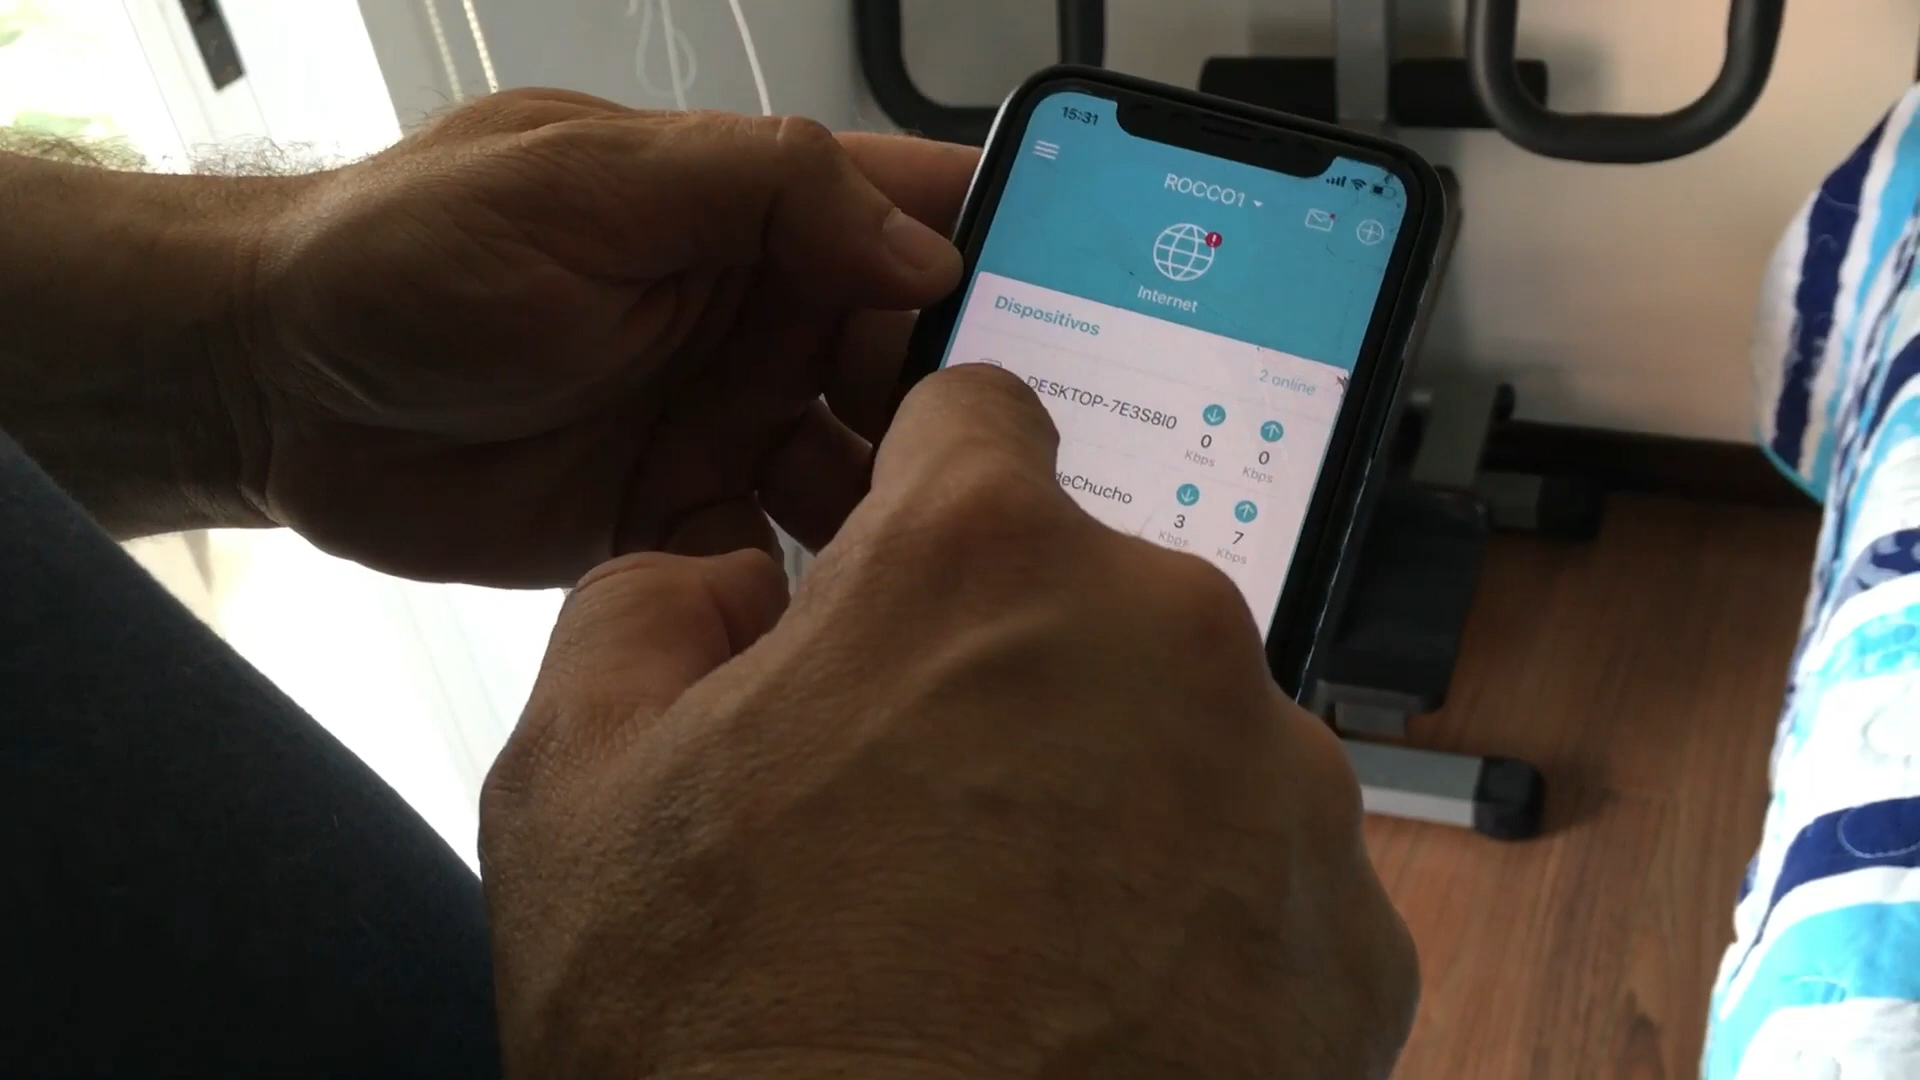 15:31
ROCCO1
Internet
Dispositivos
2 online
DESKTOP-7E3S8I0
0
Kbps
0
Kbps
deChucho
3
Kbps
7
Kbps